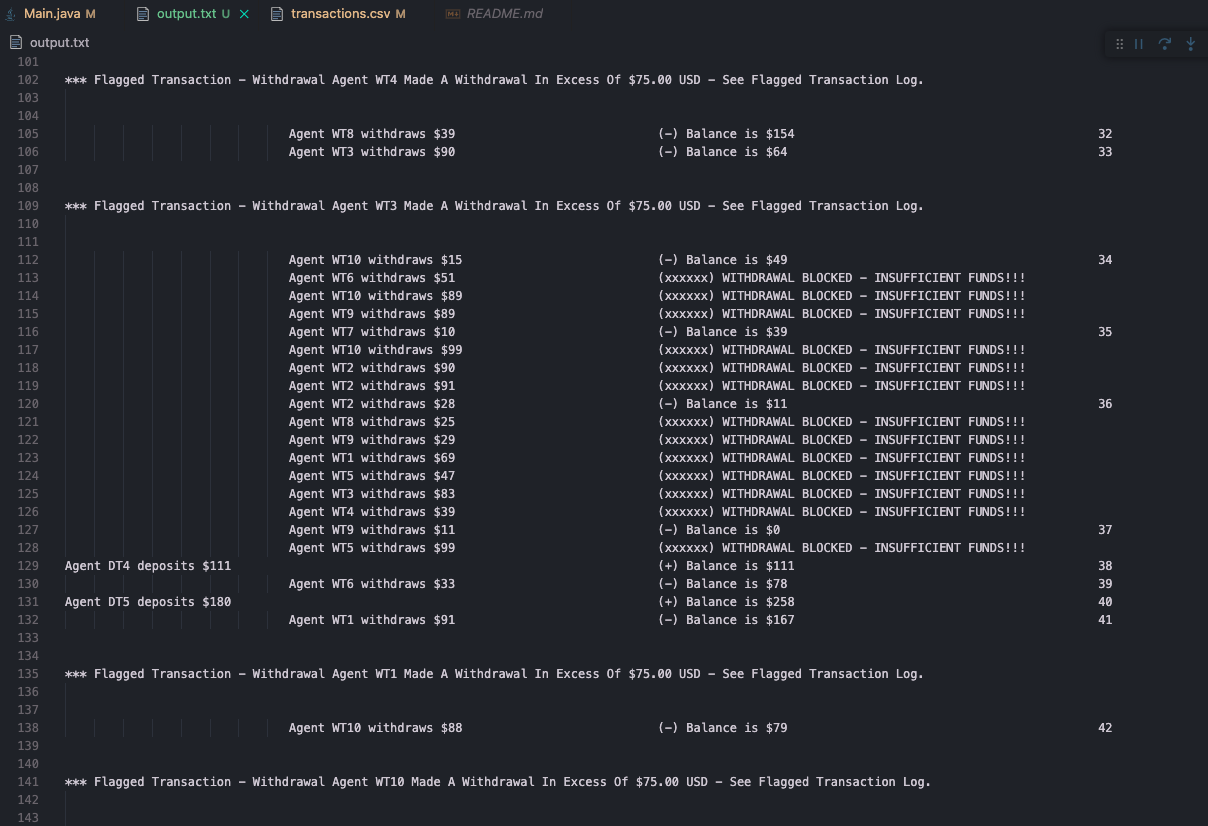 Main.java M output.txt U × transactions.csv M README.md
output.txt
101
102 *** Flagged Transaction - Withdrawal Agent WT4 Made A Withdrawal In Excess Of $75.00 USD - See Flagged Transaction Log.
103
104
105 Agent WT8 withdraws $39 (-) Balance is $154 32
106 Agent WT3 withdraws $90 (-) Balance is $64 33
107
108
109 *** Flagged Transaction - Withdrawal Agent WT3 Made A Withdrawal In Excess Of $75.00 USD - See Flagged Transaction Log.
110
111
112 Agent WT10 withdraws $15 (-) Balance is $49 34
113 Agent WT6 withdraws $51 (xxxxxx) WITHDRAWAL BLOCKED - INSUFFICIENT FUNDS!!!
114 Agent WT10 withdraws $89 (xxxxxx) WITHDRAWAL BLOCKED - INSUFFICIENT FUNDS!!!
115 Agent WT9 withdraws $89 (xxxxxx) WITHDRAWAL BLOCKED - INSUFFICIENT FUNDS!!!
116 Agent WT7 withdraws $10 (-) Balance is $39 35
117 Agent WT10 withdraws $99 (xxxxxx) WITHDRAWAL BLOCKED - INSUFFICIENT FUNDS!!!
118 Agent WT2 withdraws $90 (xxxxxx) WITHDRAWAL BLOCKED - INSUFFICIENT FUNDS!!!
119 Agent WT2 withdraws $91 (xxxxxx) WITHDRAWAL BLOCKED - INSUFFICIENT FUNDS!!!
120 Agent WT2 withdraws $28 (-) Balance is $11 36
121 Agent WT8 withdraws $25 (xxxxxx) WITHDRAWAL BLOCKED - INSUFFICIENT FUNDS!!!
122 Agent WT9 withdraws $29 (xxxxxx) WITHDRAWAL BLOCKED - INSUFFICIENT FUNDS!!!
123 Agent WT1 withdraws $69 (xxxxxx) WITHDRAWAL BLOCKED - INSUFFICIENT FUNDS!!!
124 Agent WT5 withdraws $47 (xxxxxx) WITHDRAWAL BLOCKED - INSUFFICIENT FUNDS!!!
125 Agent WT3 withdraws $83 (xxxxxx) WITHDRAWAL BLOCKED - INSUFFICIENT FUNDS!!!
126 Agent WT4 withdraws $39 (xxxxxx) WITHDRAWAL BLOCKED - INSUFFICIENT FUNDS!!!
127 Agent WT9 withdraws $11 (-) Balance is $0 37
128 Agent WT5 withdraws $99 (xxxxxx) WITHDRAWAL BLOCKED - INSUFFICIENT FUNDS!!!
129 Agent DT4 deposits $111 (+) Balance is $111 38
130 Agent WT6 withdraws $33 (-) Balance is $78 39
131 Agent DT5 deposits $180 (+) Balance is $258 40
132 Agent WT1 withdraws $91 (-) Balance is $167 41
133
134
135 *** Flagged Transaction - Withdrawal Agent WT1 Made A Withdrawal In Excess Of $75.00 USD - See Flagged Transaction Log.
136
137
138 Agent WT10 withdraws $88 (-) Balance is $79 42
139
140
141 *** Flagged Transaction - Withdrawal Agent WT10 Made A Withdrawal In Excess Of $75.00 USD - See Flagged Transaction Log.
142
143